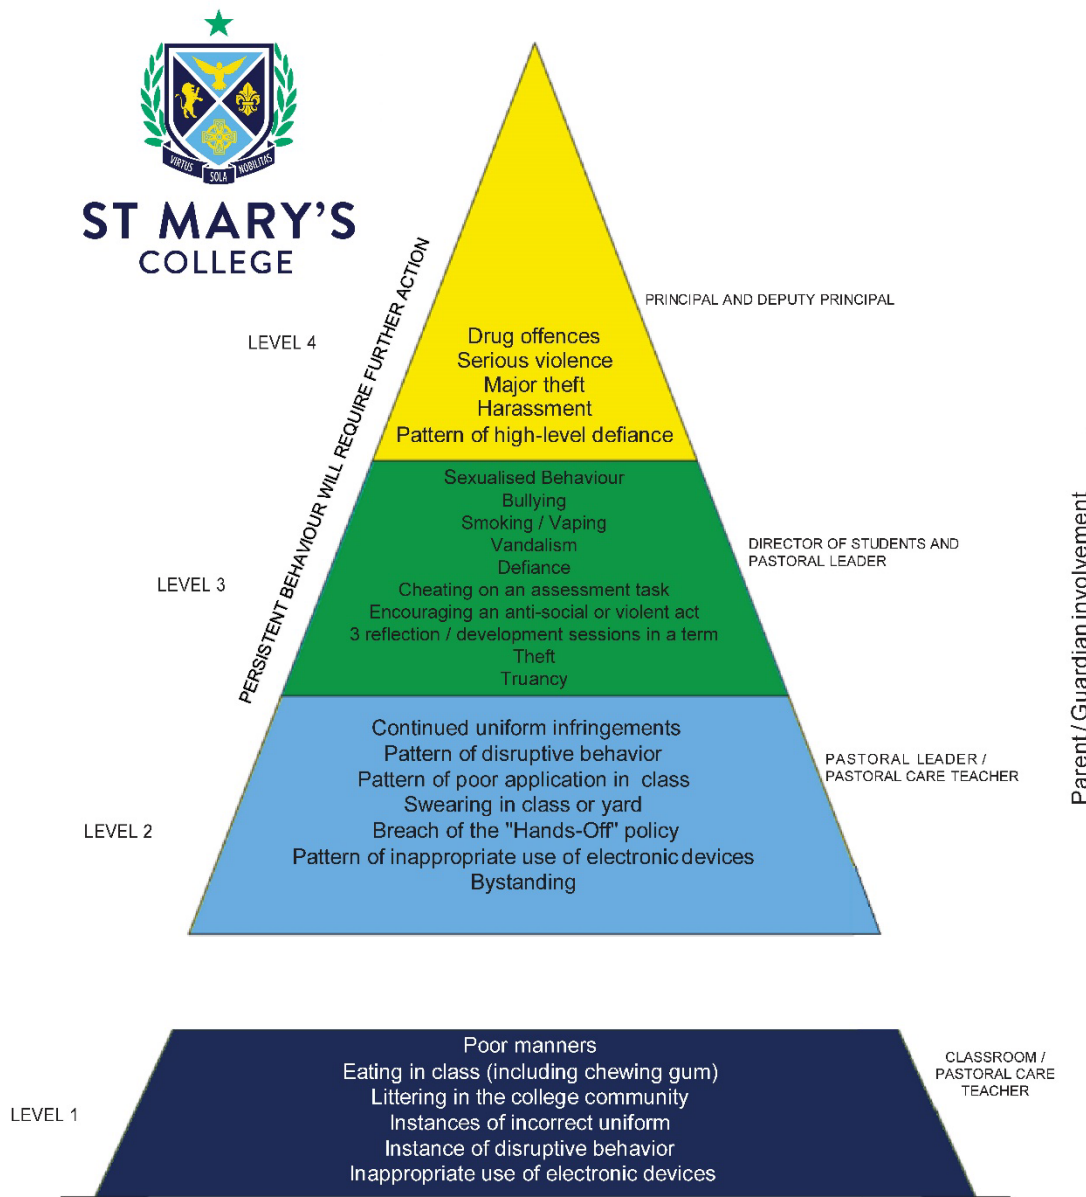 VIRTUS
SOLA
NOBILITAS
ST MARY'S
COLLEGE
PERSISTENT BEHAVIOUR WILL REQUIRE FURTHER ACTION
LEVEL 4
Drug offences
Serious violence
Major theft
Harassment
Pattern of high-level defiance
PRINCIPAL AND DEPUTY PRINCIPAL
LEVEL 3
Sexualised Behaviour
Bullying
Smoking / Vaping
Vandalism
Defiance
Cheating on an assessment task
Encouraging an anti-social or violent act
3 reflection / development sessions in a term
Theft
Truancy
DIRECTOR OF STUDENTS AND
PASTORAL LEADER
Parent / Guardian involvement
LEVEL 2
Continued uniform infringements
Pattern of disruptive behavior
Pattern of poor application in class
Swearing in class or yard
Breach of the "Hands-Off" policy
Pattern of inappropriate use of electronic devices
Bystanding
PASTORAL LEADER /
PASTORAL CARE TEACHER
LEVEL 1
Poor manners
Eating in class (including chewing gum)
Littering in the college community
Instances of incorrect uniform
Instance of disruptive behavior
Inappropriate use of electronic devices
CLASSROOM /
PASTORAL CARE
TEACHER